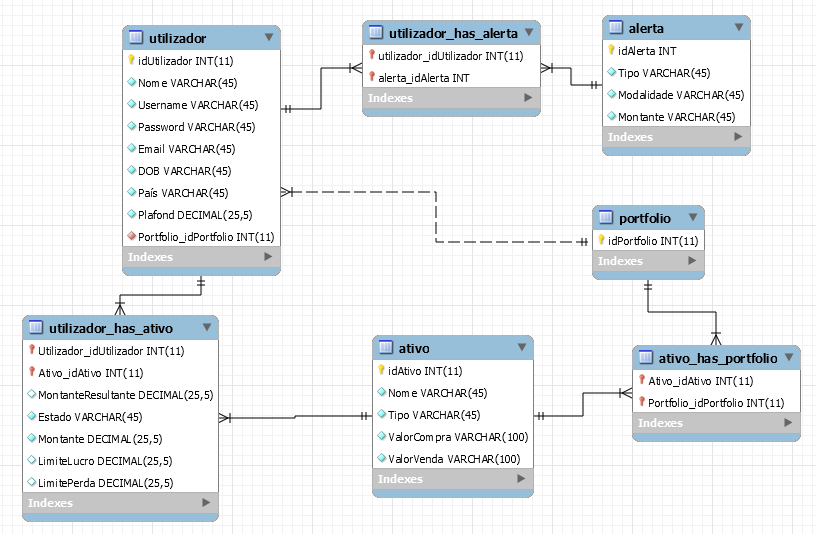 utilizador
idUtilizador INT(11)
Nome VARCHAR(45)
Username VARCHAR(45)
Password VARCHAR(45)
Email VARCHAR(45)
DOB VARCHAR(45)
País VARCHAR(45)
Plafond DECIMAL(25,5)
Portfolio_idPortfolio INT(11)
Indexes
utilizador_has_alerta
utilizador_idUtilizador INT(11)
alerta_idAlerta INT
Indexes
alerta
idAlerta INT
Tipo VARCHAR(45)
Modalidade VARCHAR(45)
Montante VARCHAR(45)
Indexes
portfolio
idPortfolio INT(11)
Indexes
utilizador_has_ativo
Utilizador_idUtilizador INT(11)
Ativo_idAtivo INT(11)
MontanteResultante DECIMAL(25,5)
Estado VARCHAR(45)
Montante DECIMAL(25,5)
LimiteLucro DECIMAL(25,5)
LimitePerda DECIMAL(25,5)
Indexes
ativo
idAtivo INT(11)
Nome VARCHAR(45)
Tipo VARCHAR(45)
ValorCompra VARCHAR(100)
ValorVenda VARCHAR(100)
Indexes
ativo_has_portfolio
Ativo_idAtivo INT(11)
Portfolio_idPortfolio INT(11)
Indexes